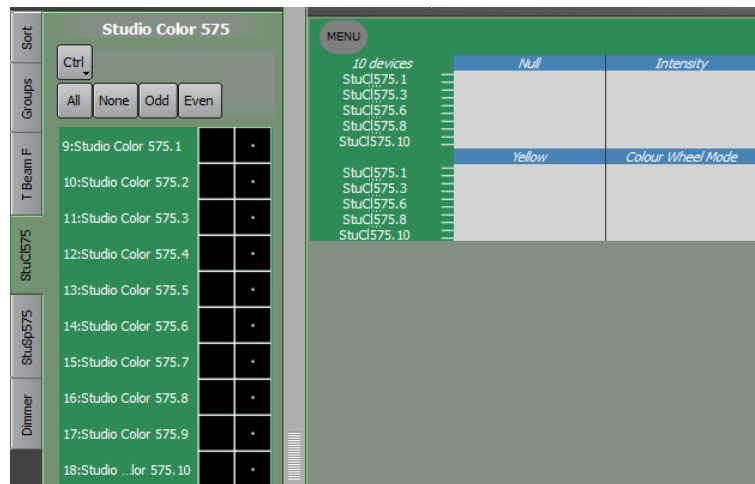 Sort
Groups
T Beam F
StuCl575
StuSp575
Dimmer
Studio Color 575
Ctrl
All None Odd Even
9:Studio Color 575.1
10:Studio Color 575.2
11:Studio Color 575.3
12:Studio Color 575.4
13:Studio Color 575.5
14:Studio Color 575.6
15:Studio Color 575.7
16:Studio Color 575.8
17:Studio Color 575.9
18:Studio ...lor 575.10
MENU
10 devices Null Intensity
StuCl575.1
StuCl575.3
StuCl575.6
StuCl575.8
StuCl575.10
Yellow Colour Wheel Mode
StuCl575.1
StuCl575.3
StuCl575.6
StuCl575.8
StuCl575.10